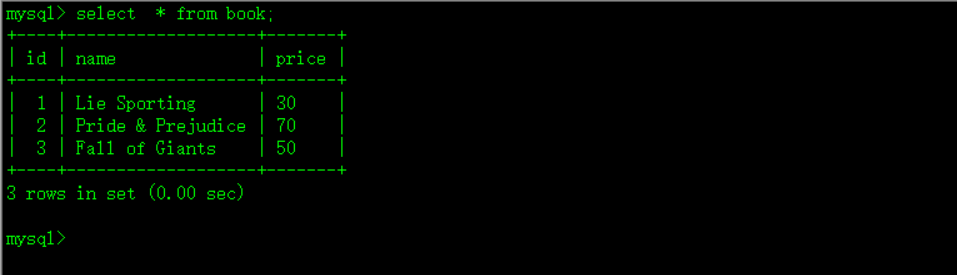 mysql> select  * from book;
+----+-------------------+-------+
| id | name              | price |
+----+-------------------+-------+
|  1 | Lie Sporting      | 30    |
|  2 | Pride & Prejudice | 70    |
|  3 | Fall of Giants    | 50    |
+----+-------------------+-------+
3 rows in set (0.00 sec)
mysql>